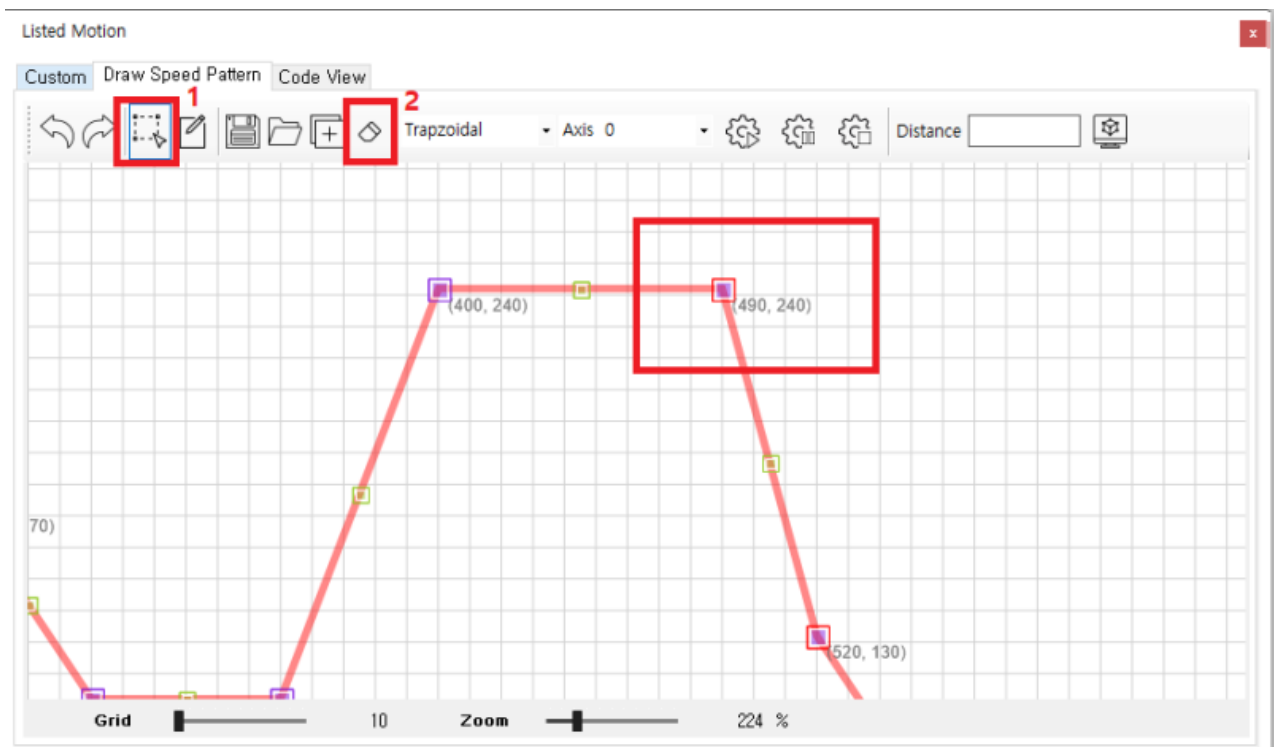 Listed Motion
x
Custom Draw Speed Pattern Code View
1
2
Trapzoidal Axis 0 Distance
(400, 240)
(490, 240)
70)
(520, 130)
Grid 10 Zoom 224 %